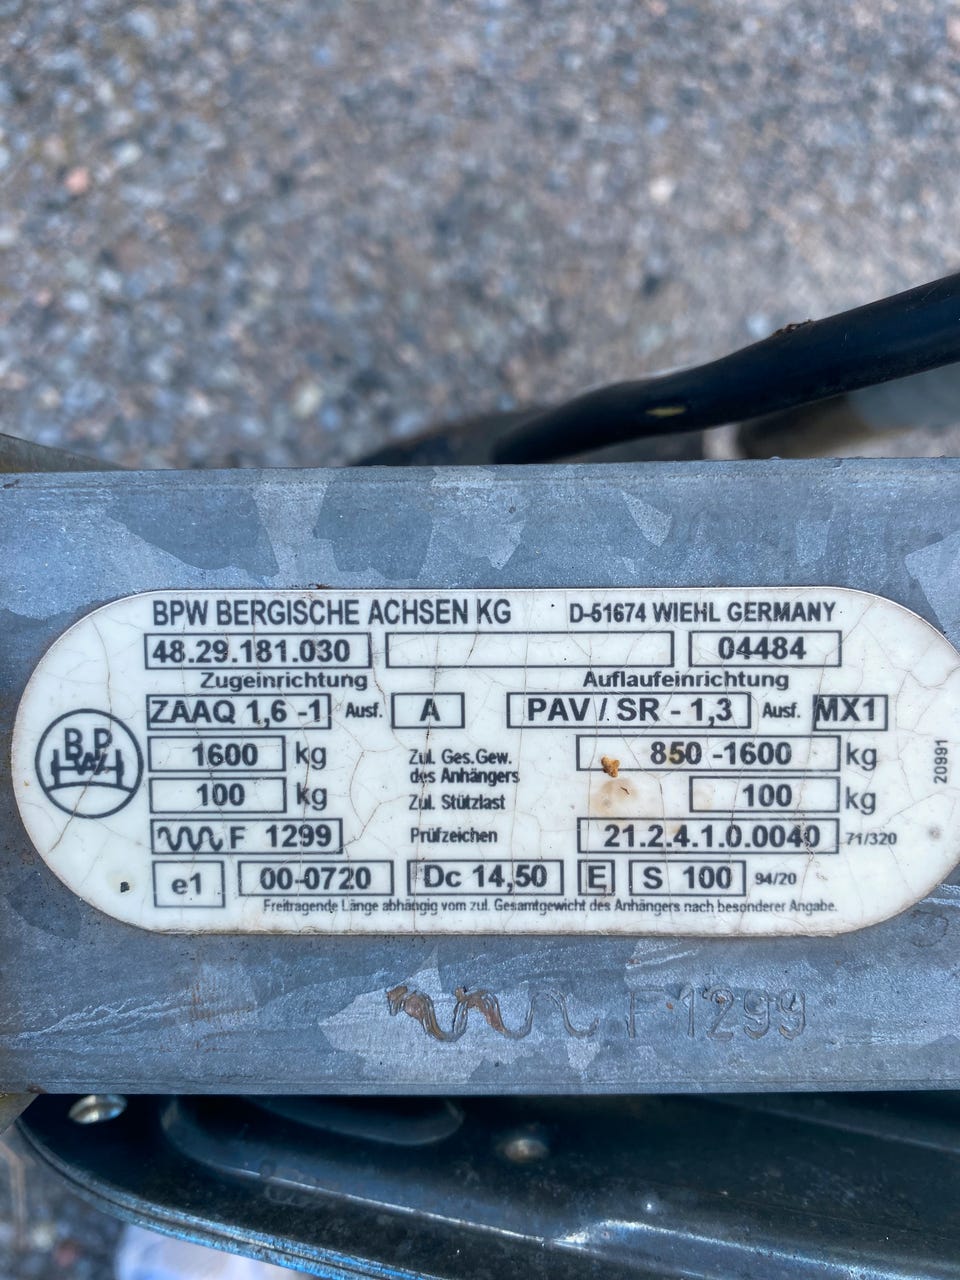 BPW BERGISCHE ACHSEN KG D-51674 WIEHL GERMANY
48.29.181.030 04484
Zugeinrichtung Auflaufeinrichtung
ZAAQ 1,6 -1 Ausf. A PAV / SR - 1,3 Ausf. MX1
BPW
1600 kg Zul. Ges.Gew. des Anhängers 850 -1600 kg
100 kg Zul. Stützlast 100 kg
20991
F 1299 Prüfzeichen 21.2.4.1.0.0040 71/320
e1 00-0720 Dc 14,50 E S 100 94/20
Freitragende Länge abhängig vom zul. Gesamtgewicht des Anhängers nach besonderer Angabe.
F1299